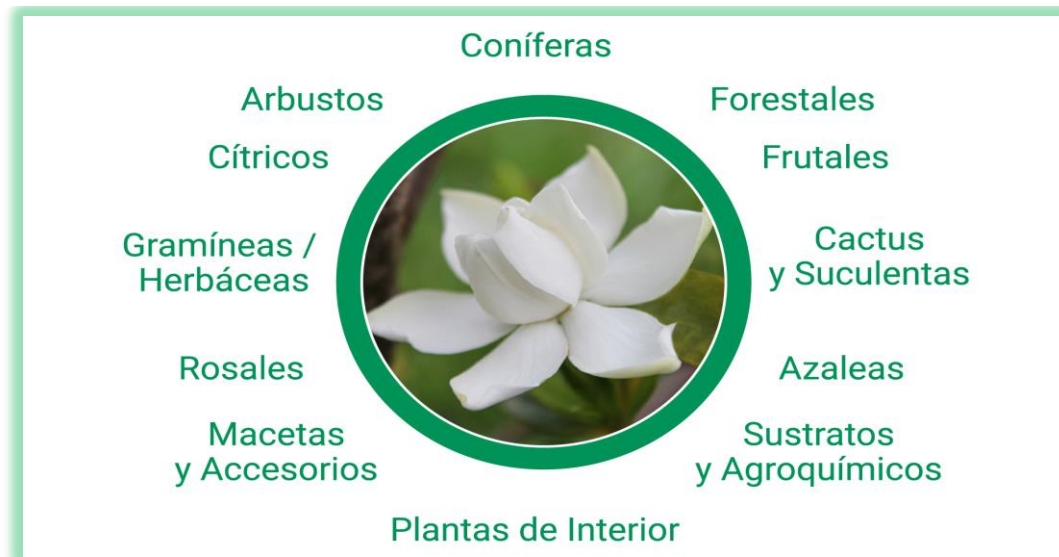 Coníferas
Arbustos
Forestales
Cítricos
Frutales
Gramíneas /
Herbáceas
Cactus
y Suculentas
Rosales
Azaleas
Macetas
y Accesorios
Sustratos
y Agroquímicos
Plantas de Interior